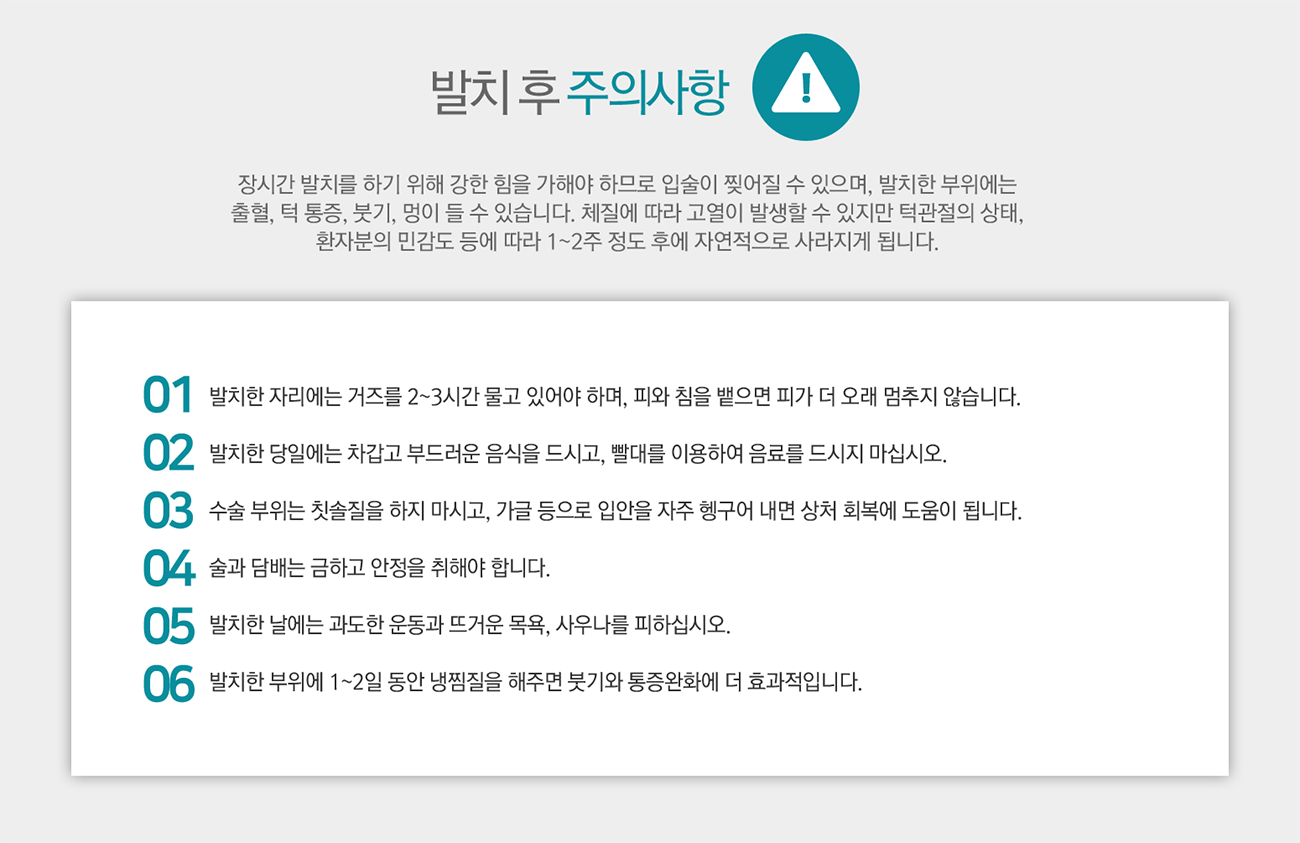 발치 후 주의사항
장시간 발치를 하기 위해 강한 힘을 가해야 하므로 입술이 찢어질 수 있으며, 발치한 부위에는
출혈, 턱 통증, 붓기, 멍이 들 수 있습니다. 체질에 따라 고열이 발생할 수 있지만 턱관절의 상태,
환자분의 민감도 등에 따라 1~2주 정도 후에 자연적으로 사라지게 됩니다.
01 발치한 자리에는 거즈를 2~3시간 물고 있어야 하며, 피와 침을 뱉으면 피가 더 오래 멈추지 않습니다.
02 발치한 당일에는 차갑고 부드러운 음식을 드시고, 빨대를 이용하여 음료를 드시지 마십시오.
03 수술 부위는 칫솔질을 하지 마시고, 가글 등으로 입안을 자주 헹구어 내면 상처 회복에 도움이 됩니다.
04 술과 담배는 금하고 안정을 취해야 합니다.
05 발치한 날에는 과도한 운동과 뜨거운 목욕, 사우나를 피하십시오.
06 발치한 부위에 1~2일 동안 냉찜질을 해주면 붓기와 통증완화에 더 효과적입니다.